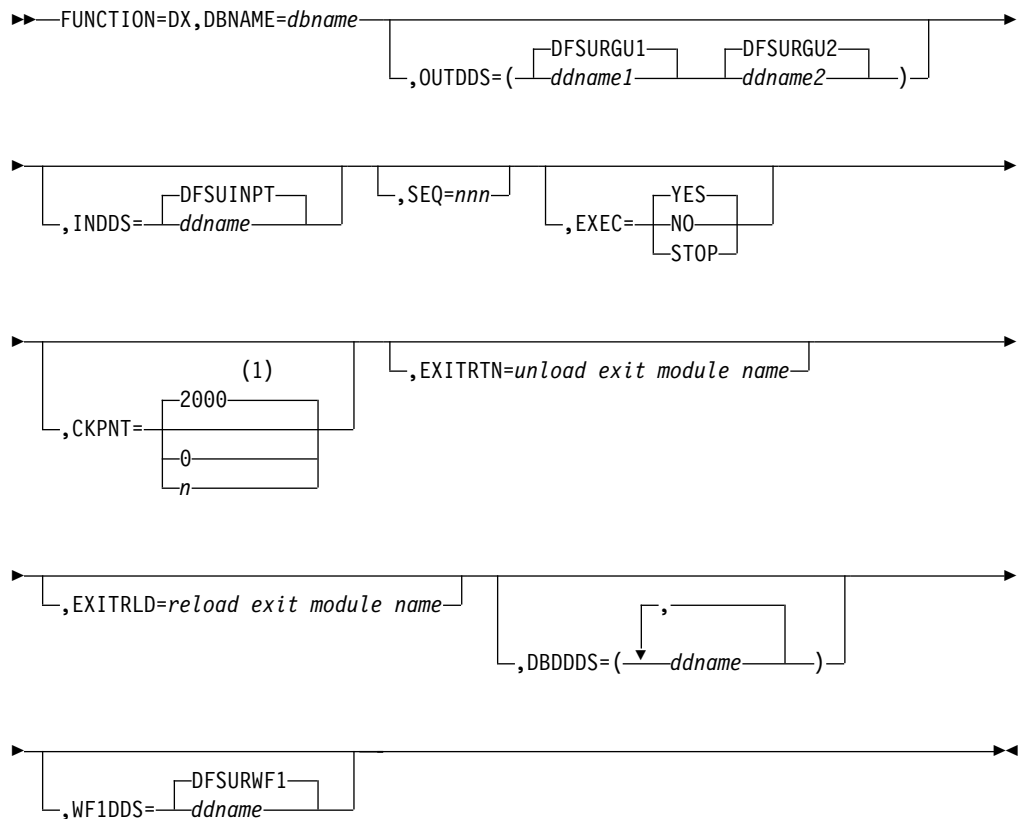 FUNCTION=DX,DBNAME=dbname
DFSURGU1 DFSURGU2
,OUTDDS=( ddname1 ddname2 )
DFSUINPT ,SEQ=nnn YES
,INDDS= ddname ,EXEC= NO
STOP
(1) ,EXITRTN=unload exit module name
2000
,CKPNT=
0
n
,EXITRLD=reload exit module name ,
,DBDDDS=( ddname )
DFSURWF1
,WF1DDS= ddname